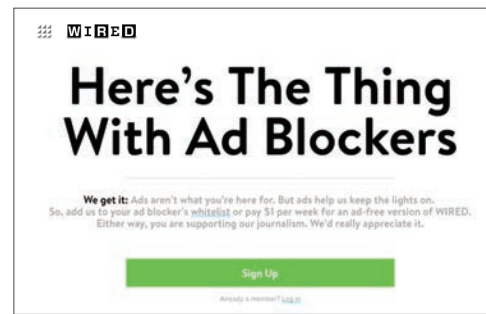 WIRED
Here's The Thing
With Ad Blockers
We get it: Ads aren't what you're here for. But ads help us keep the lights on.
So, add us to your ad blocker's whitelist or pay $1 per week for an ad-free version of WIRED.
Either way, you are supporting our journalism. We'd really appreciate it.
Sign Up
Already a member? Log in